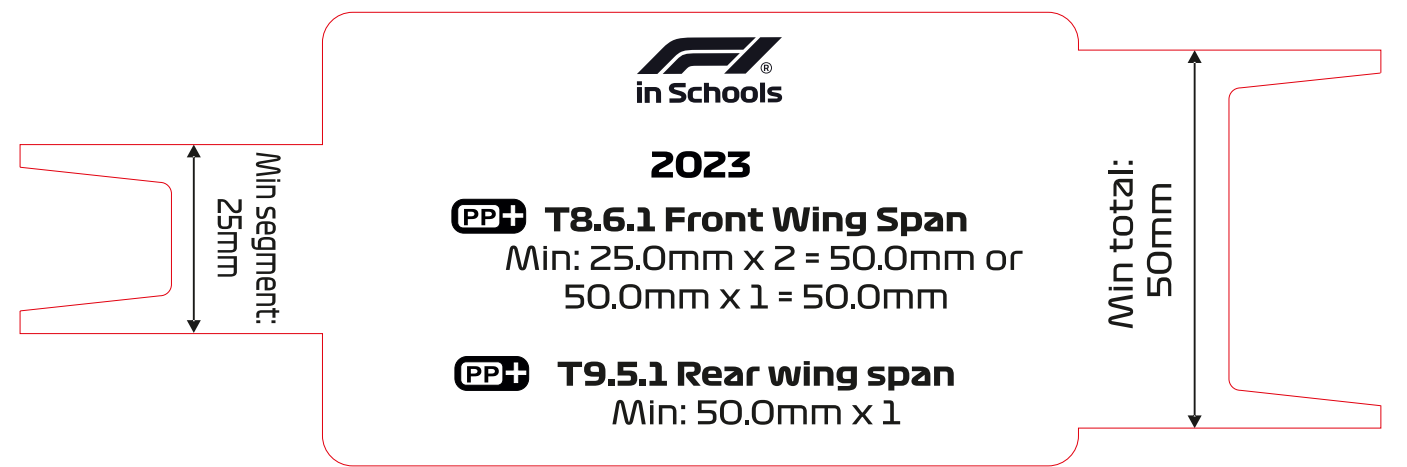 F1®
in Schools
2023
PP+ T8.6.1 Front Wing Span
Min: 25.0mm x 2 = 50.0mm or
50.0mm x 1 = 50.0mm
PP+ T9.5.1 Rear wing span
Min: 50.0mm x 1
Min segment:
25mm
Min total:
50mm